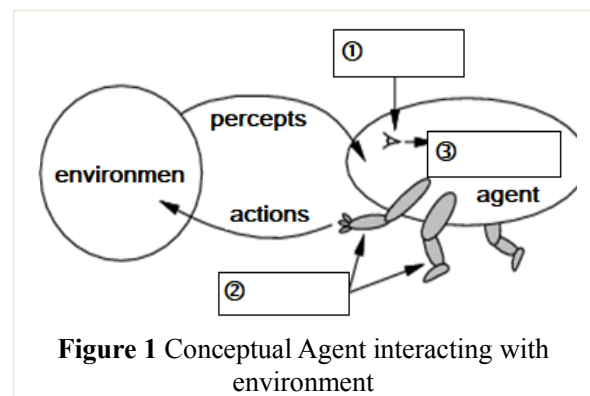 ①
percepts
③
environmen
agent
actions
②
Figure 1 Conceptual Agent interacting with
environment